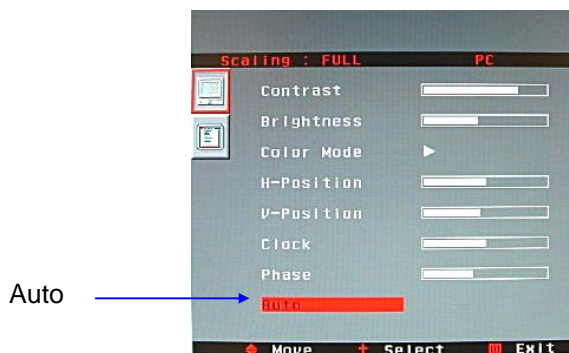 Scaling : FULL PC
Contrast
Brightness
Color Mode
H-Position
V-Position
Clock
Phase
Auto
Auto
Move + Select m Exit